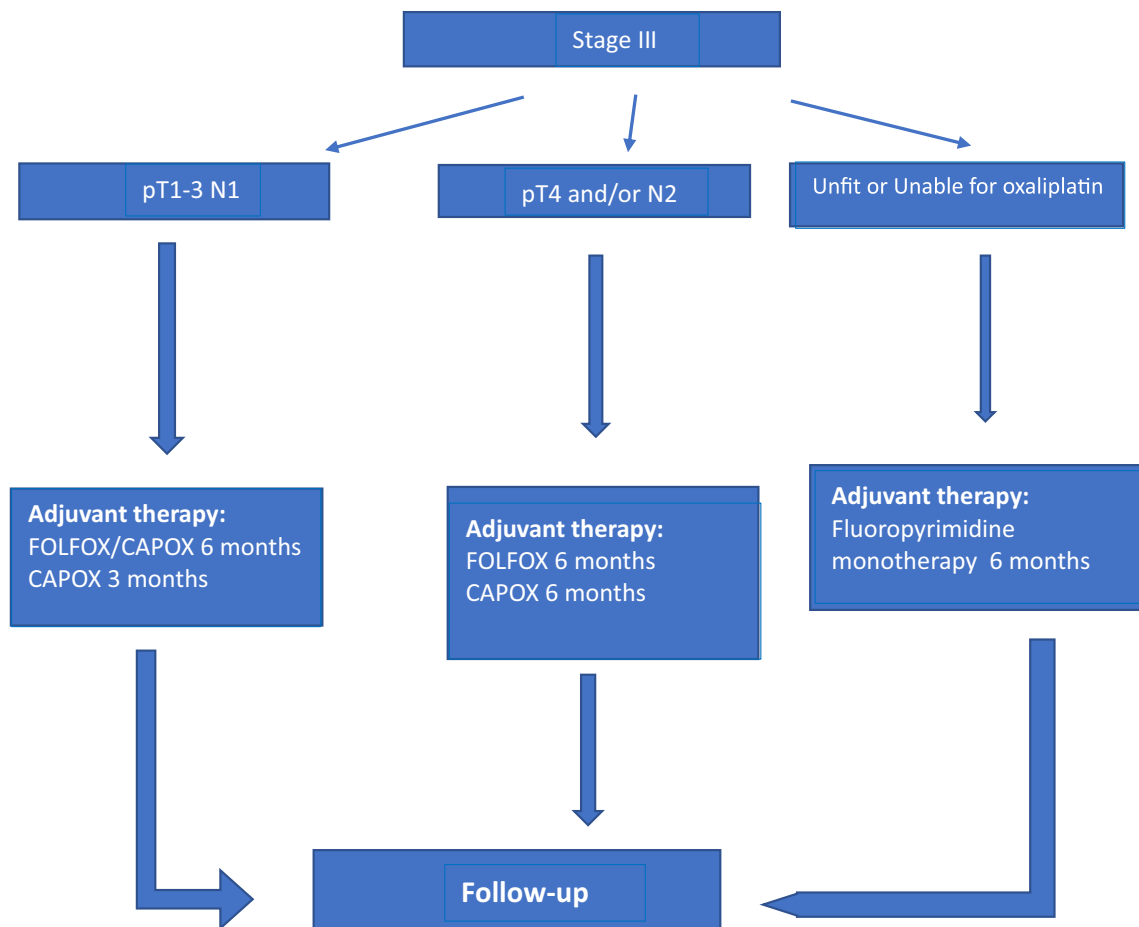 Stage III
pT1-3 N1
pT4 and/or N2
Unfit or Unable for oxaliplatin
Adjuvant therapy:
FOLFOX/CAPOX 6 months
CAPOX 3 months
Adjuvant therapy:
FOLFOX 6 months
CAPOX 6 months
Adjuvant therapy:
Fluoropyrimidine
monotherapy  6 months
Follow-up